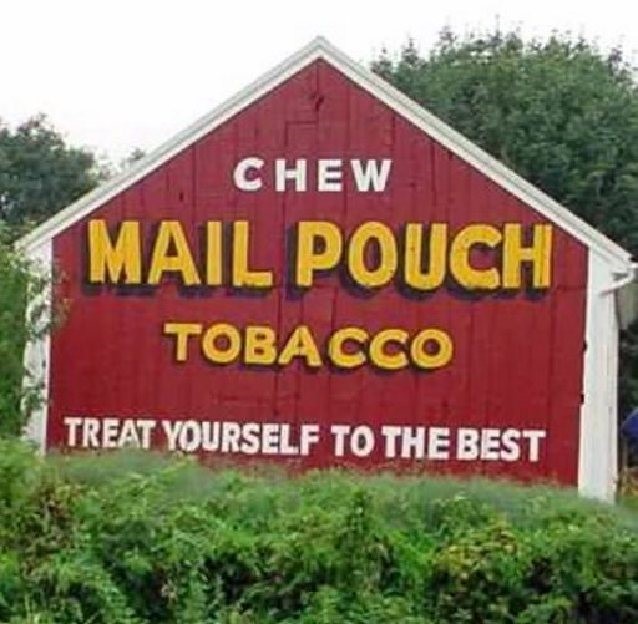 CHEW
MAIL POUCH
TOBACCO
TREAT YOURSELF TO THE BEST